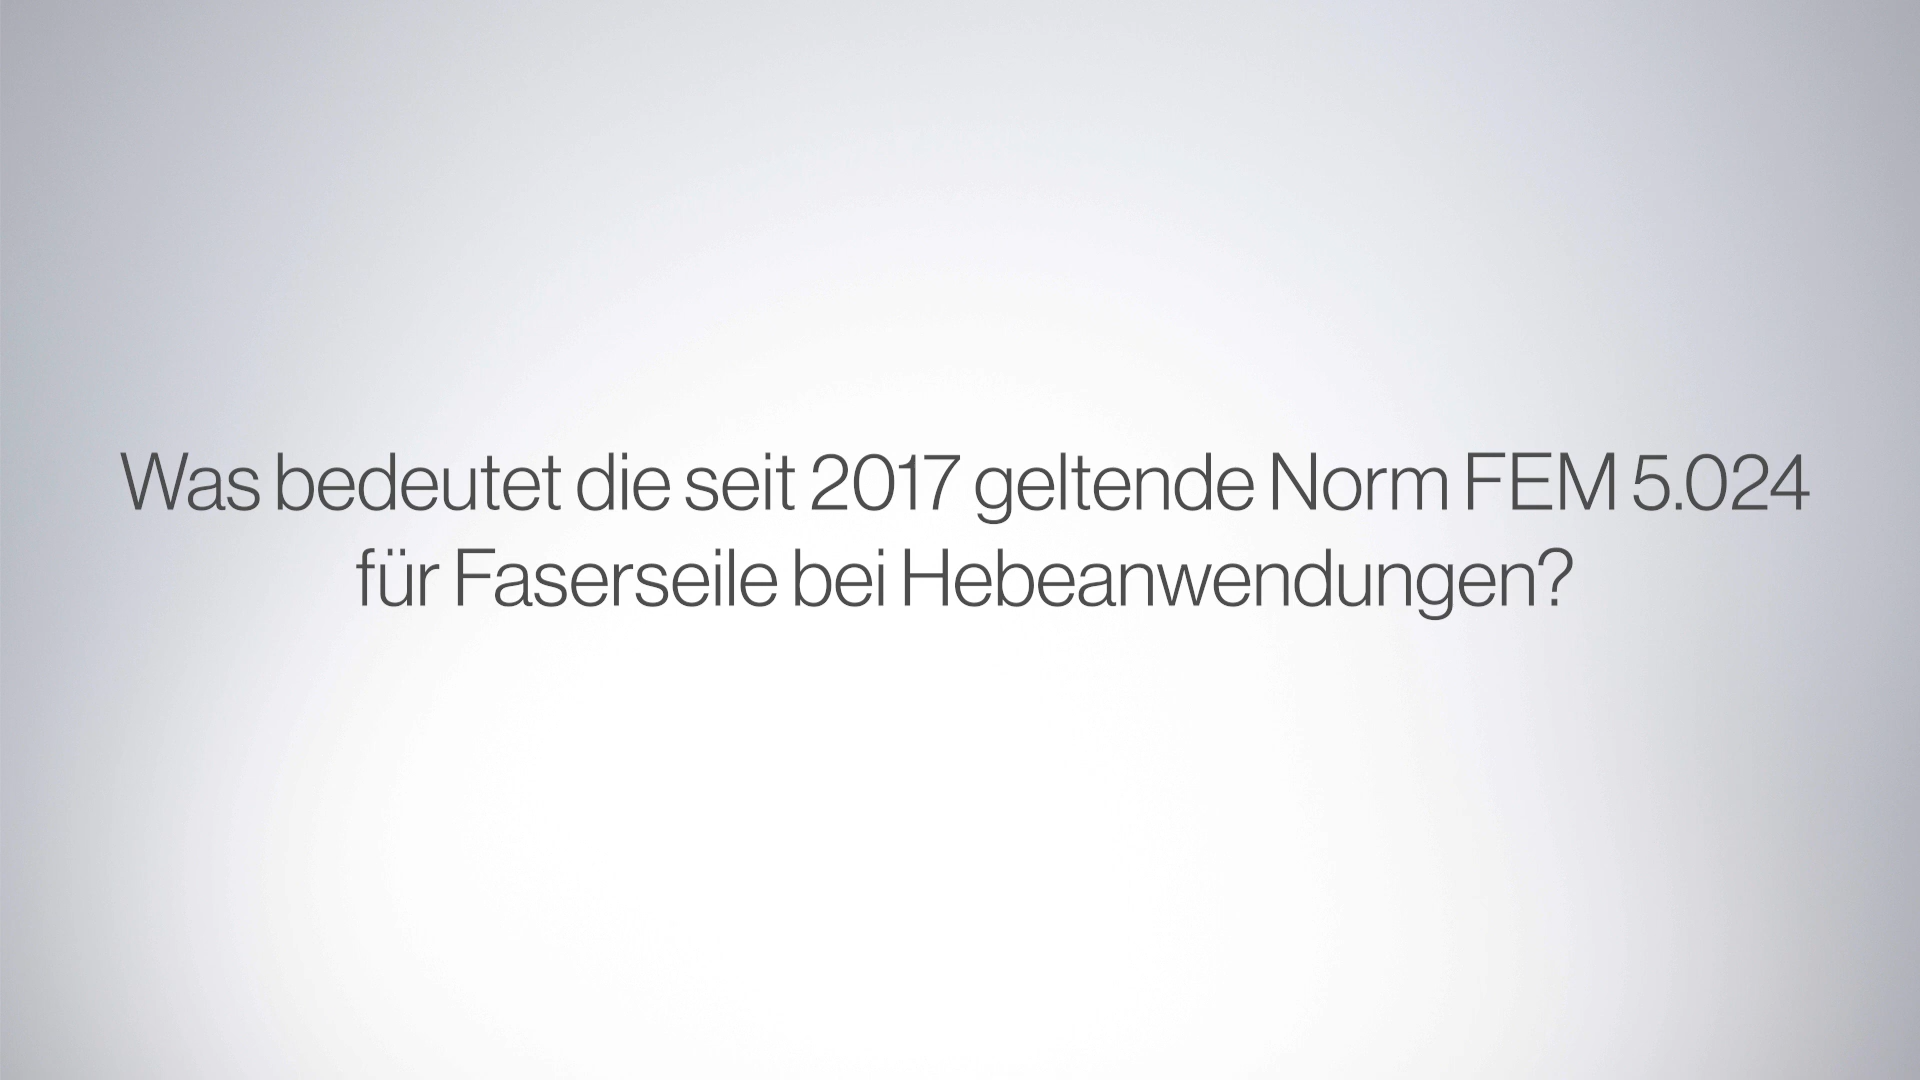 Was bedeutet die seit 2017 geltende Norm FEM 5.024
für Faserseile bei Hebeanwendungen?